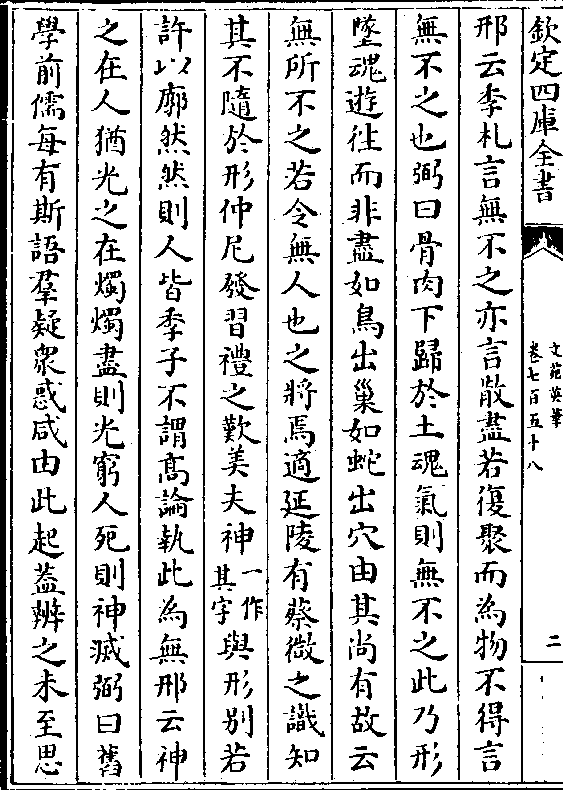 欽定四庫全書
文苑英華
卷七百五十八
二
邢云季札言無不之亦言散盡若復聚而為物不得言
無不之也弼曰骨肉下歸於土魂氣則無不之此乃形
墜魂遊往而非盡如鳥出巢如蛇出穴由其尚有故云
無所不之若令無人也之將焉適延陵有蔡微之識知
其不隨於形仲尼發習禮之歎美夫神一作其字與形別若
許以廓然然則人皆季子不謂髙論執此為無邢云神
之在人猶光之在燭燭盡則光窮人死則神滅弼曰舊
學前儒每有斯語羣疑衆惑咸由此起葢辨之未至思